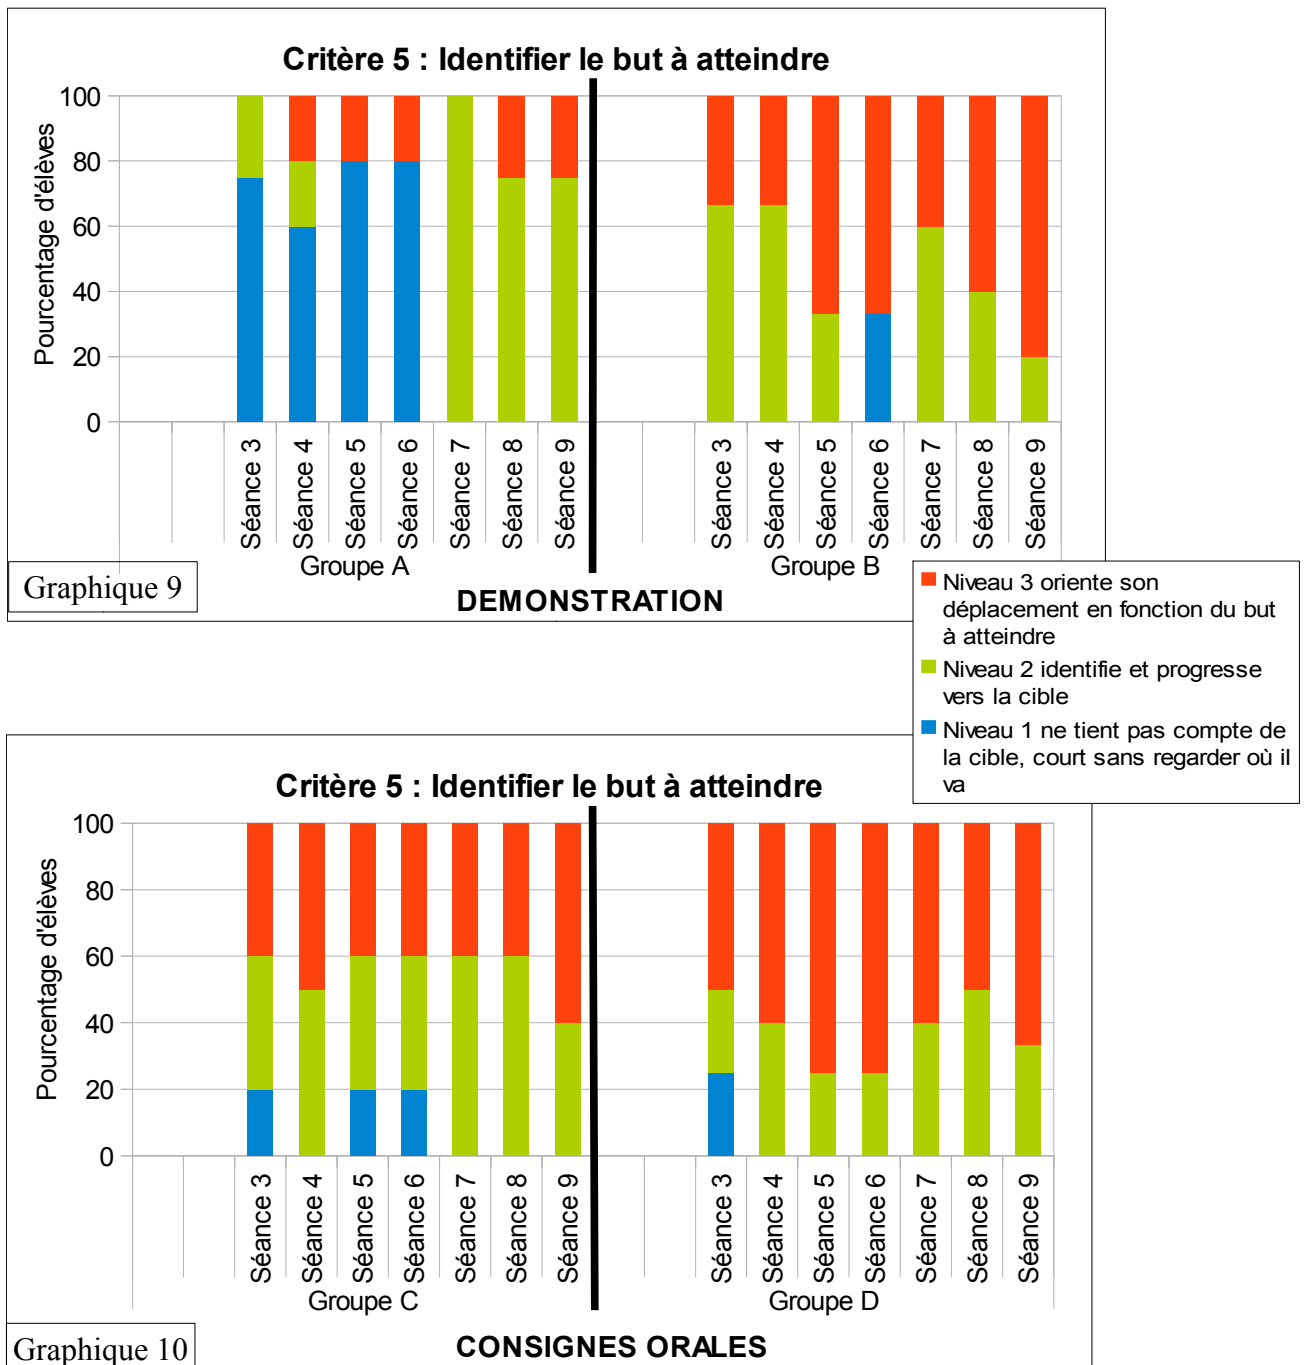 Critère 5 : Identifier le but à atteindre
Pourcentage d'élèves
100
80
60
40
20
0
Séance 3
Séance 4
Séance 5
Séance 6
Séance 7
Séance 8
Séance 9
Séance 3
Séance 4
Séance 5
Séance 6
Séance 7
Séance 8
Séance 9
Groupe A
Groupe B
Graphique 9
DEMONSTRATION
Niveau 3 oriente son
déplacement en fonction du but
à atteindre
Niveau 2 identifie et progresse
vers la cible
Niveau 1 ne tient pas compte de
la cible, court sans regarder où il
va
Critère 5 : Identifier le but à atteindre
Pourcentage d'élèves
100
80
60
40
20
0
Séance 3
Séance 4
Séance 5
Séance 6
Séance 7
Séance 8
Séance 9
Séance 3
Séance 4
Séance 5
Séance 6
Séance 7
Séance 8
Séance 9
Groupe C
Groupe D
Graphique 10
CONSIGNES ORALES